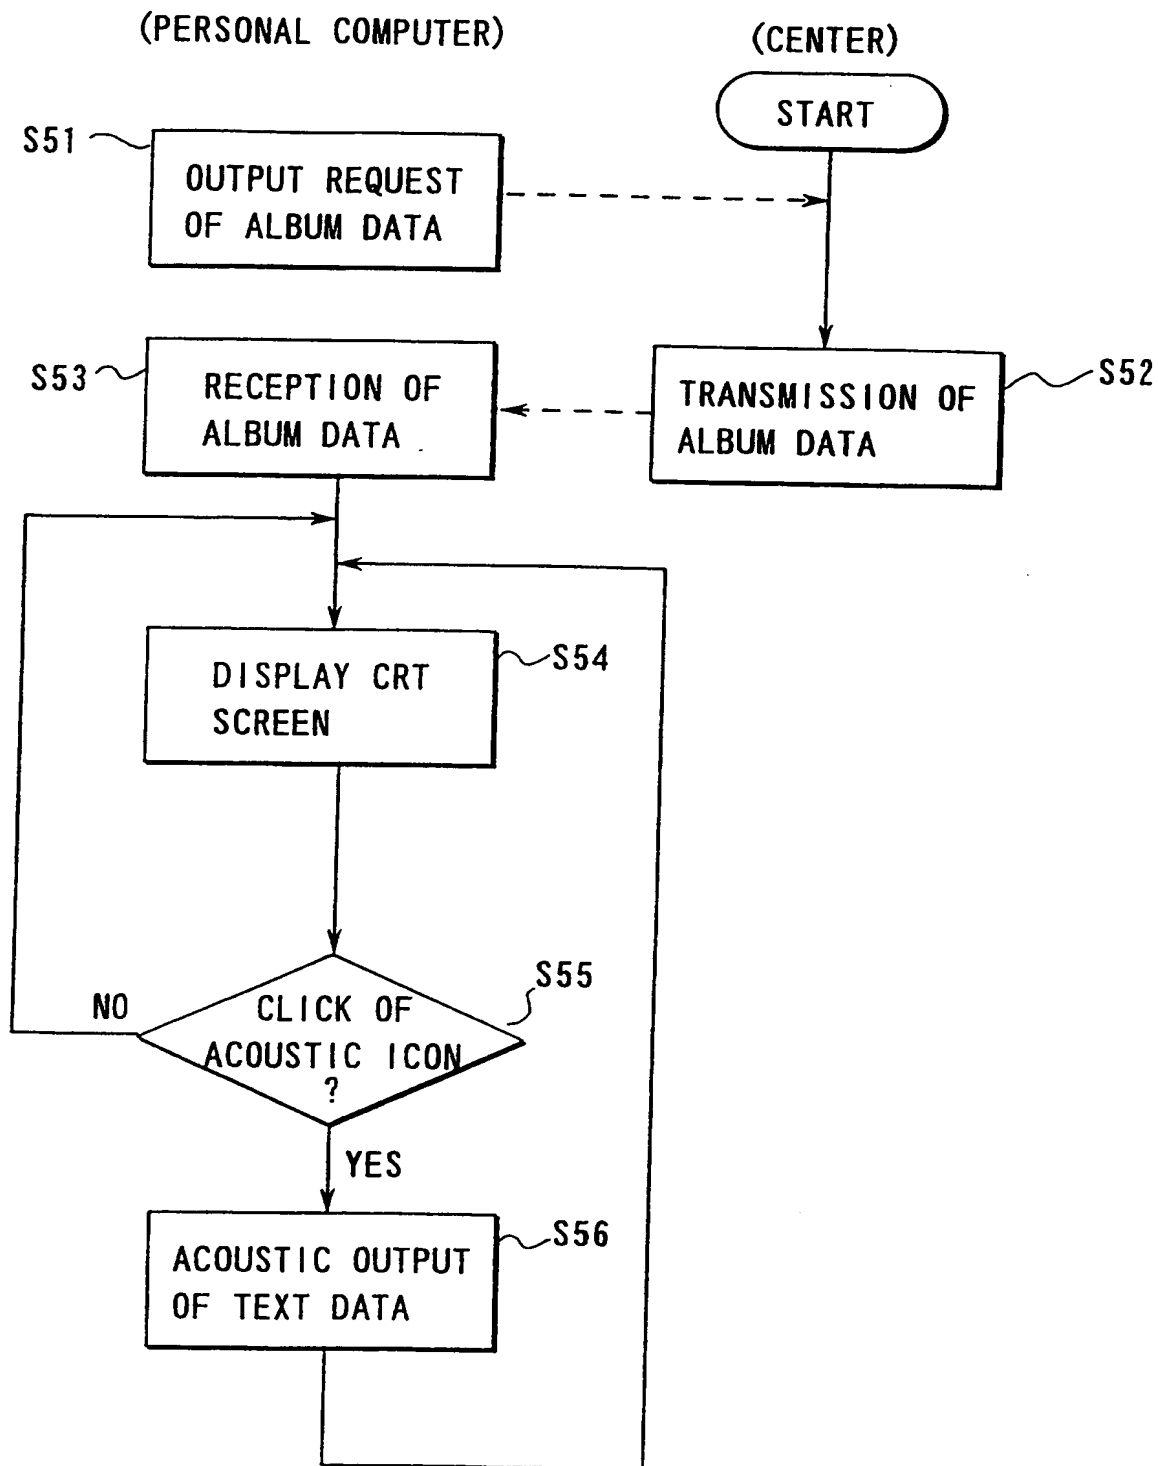 (PERSONAL COMPUTER)
(CENTER)
START
S51
OUTPUT REQUEST
OF ALBUM DATA
S53
RECEPTION OF
ALBUM DATA
S52
TRANSMISSION OF
ALBUM DATA
S54
DISPLAY CRT
SCREEN
S55
NO
CLICK OF
ACOUSTIC ICON
?
YES
S56
ACOUSTIC OUTPUT
OF TEXT DATA